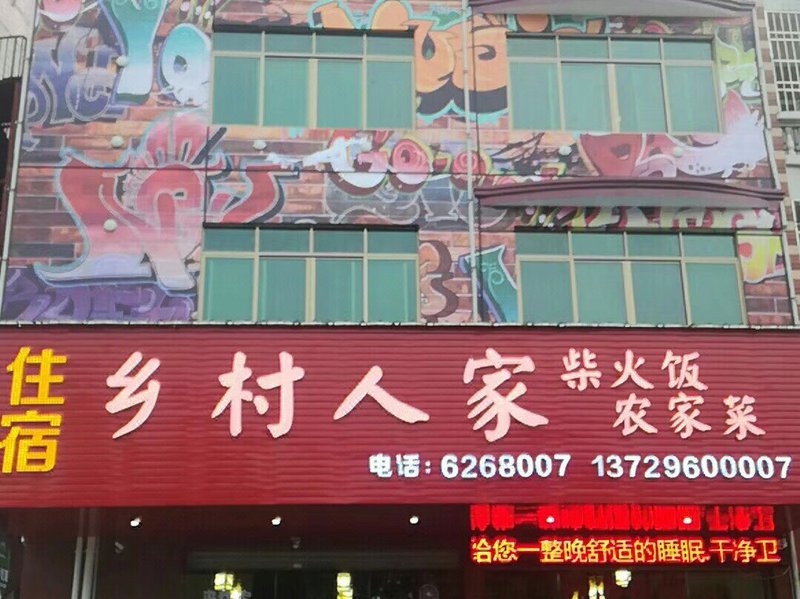 住宿
乡村人家
柴火饭
农家菜
电话：6268007 13729600007
给您一整晚舒适的睡眠.干净卫